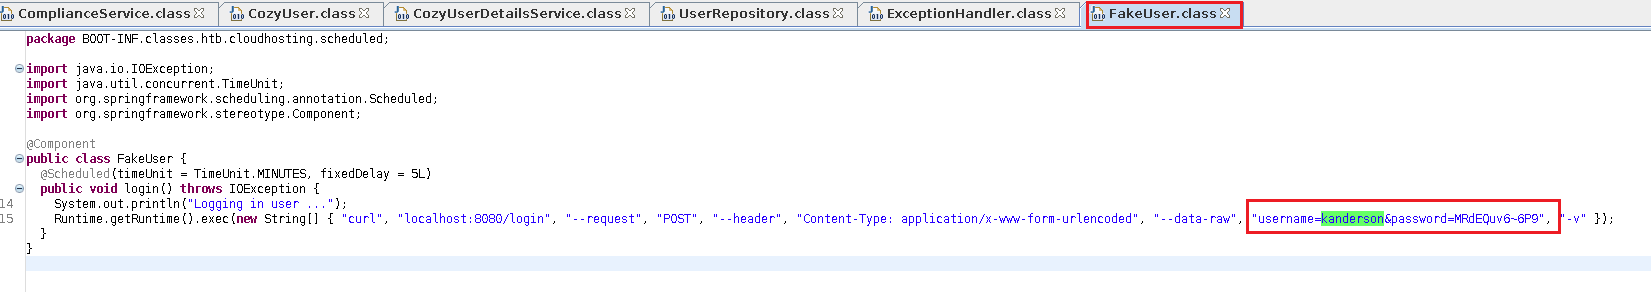 ComplianceService.class CozyUser.class CozyUserDetailsService.class UserRepository.class ExceptionHandler.class FakeUser.class
package BOOT-INF.classes.htb.cloudhosting.scheduled;
import java.io.IOException;
import java.util.concurrent.TimeUnit;
import org.springframework.scheduling.annotation.Scheduled;
import org.springframework.stereotype.Component;
@Component
public class FakeUser {
@Scheduled(timeUnit = TimeUnit.MINUTES, fixedDelay = 5L)
public void login() throws IOException {
14 System.out.println("Logging in user ...");
15 Runtime.getRuntime().exec(new String[] { "curl", "localhost:8080/login", "--request", "POST", "--header", "Content-Type: application/x-www-form-urlencoded", "--data-raw", "username=kanderson&password=MRdEQuv6~6P9", "-v" });
}
}